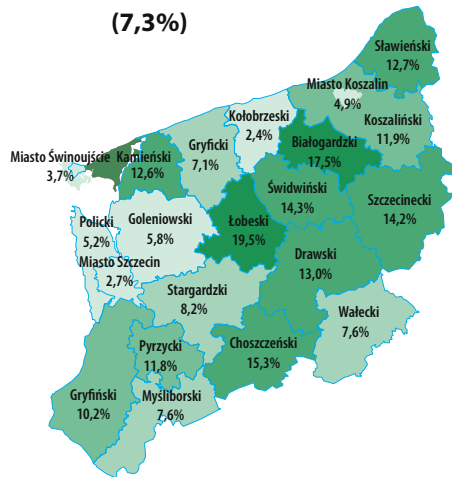 (7,3%)
Sławieński
12,7%
Miasto Koszalin
4,9%
Koszaliński
11,9%
Kołobrzeski
2,4%
Białogardzki
17,5%
Gryficki
7,1%
Miasto Świnoujście
3,7%
Kamieński
12,6%
Świdwiński
14,3%
Szczecinecki
14,2%
Policki
5,2%
Goleniowski
5,8%
Łobeski
19,5%
Miasto Szczecin
2,7%
Drawski
13,0%
Stargardzki
8,2%
Wałecki
7,6%
Pyrzycki
11,8%
Choszczeński
15,3%
Gryfiński
10,2%
Myśliborski
7,6%